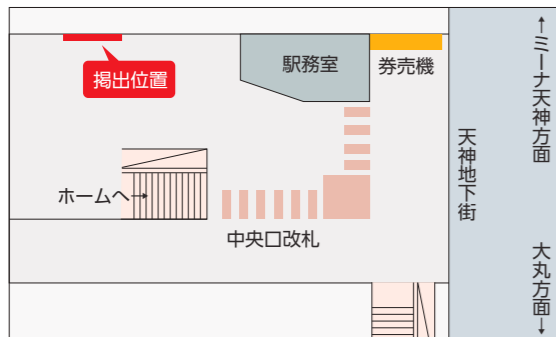 掲出位置
駅務室
券売機
ホームへ→
中央口改札
天神地下街
↑ミーナ天神方面
大丸方面↓